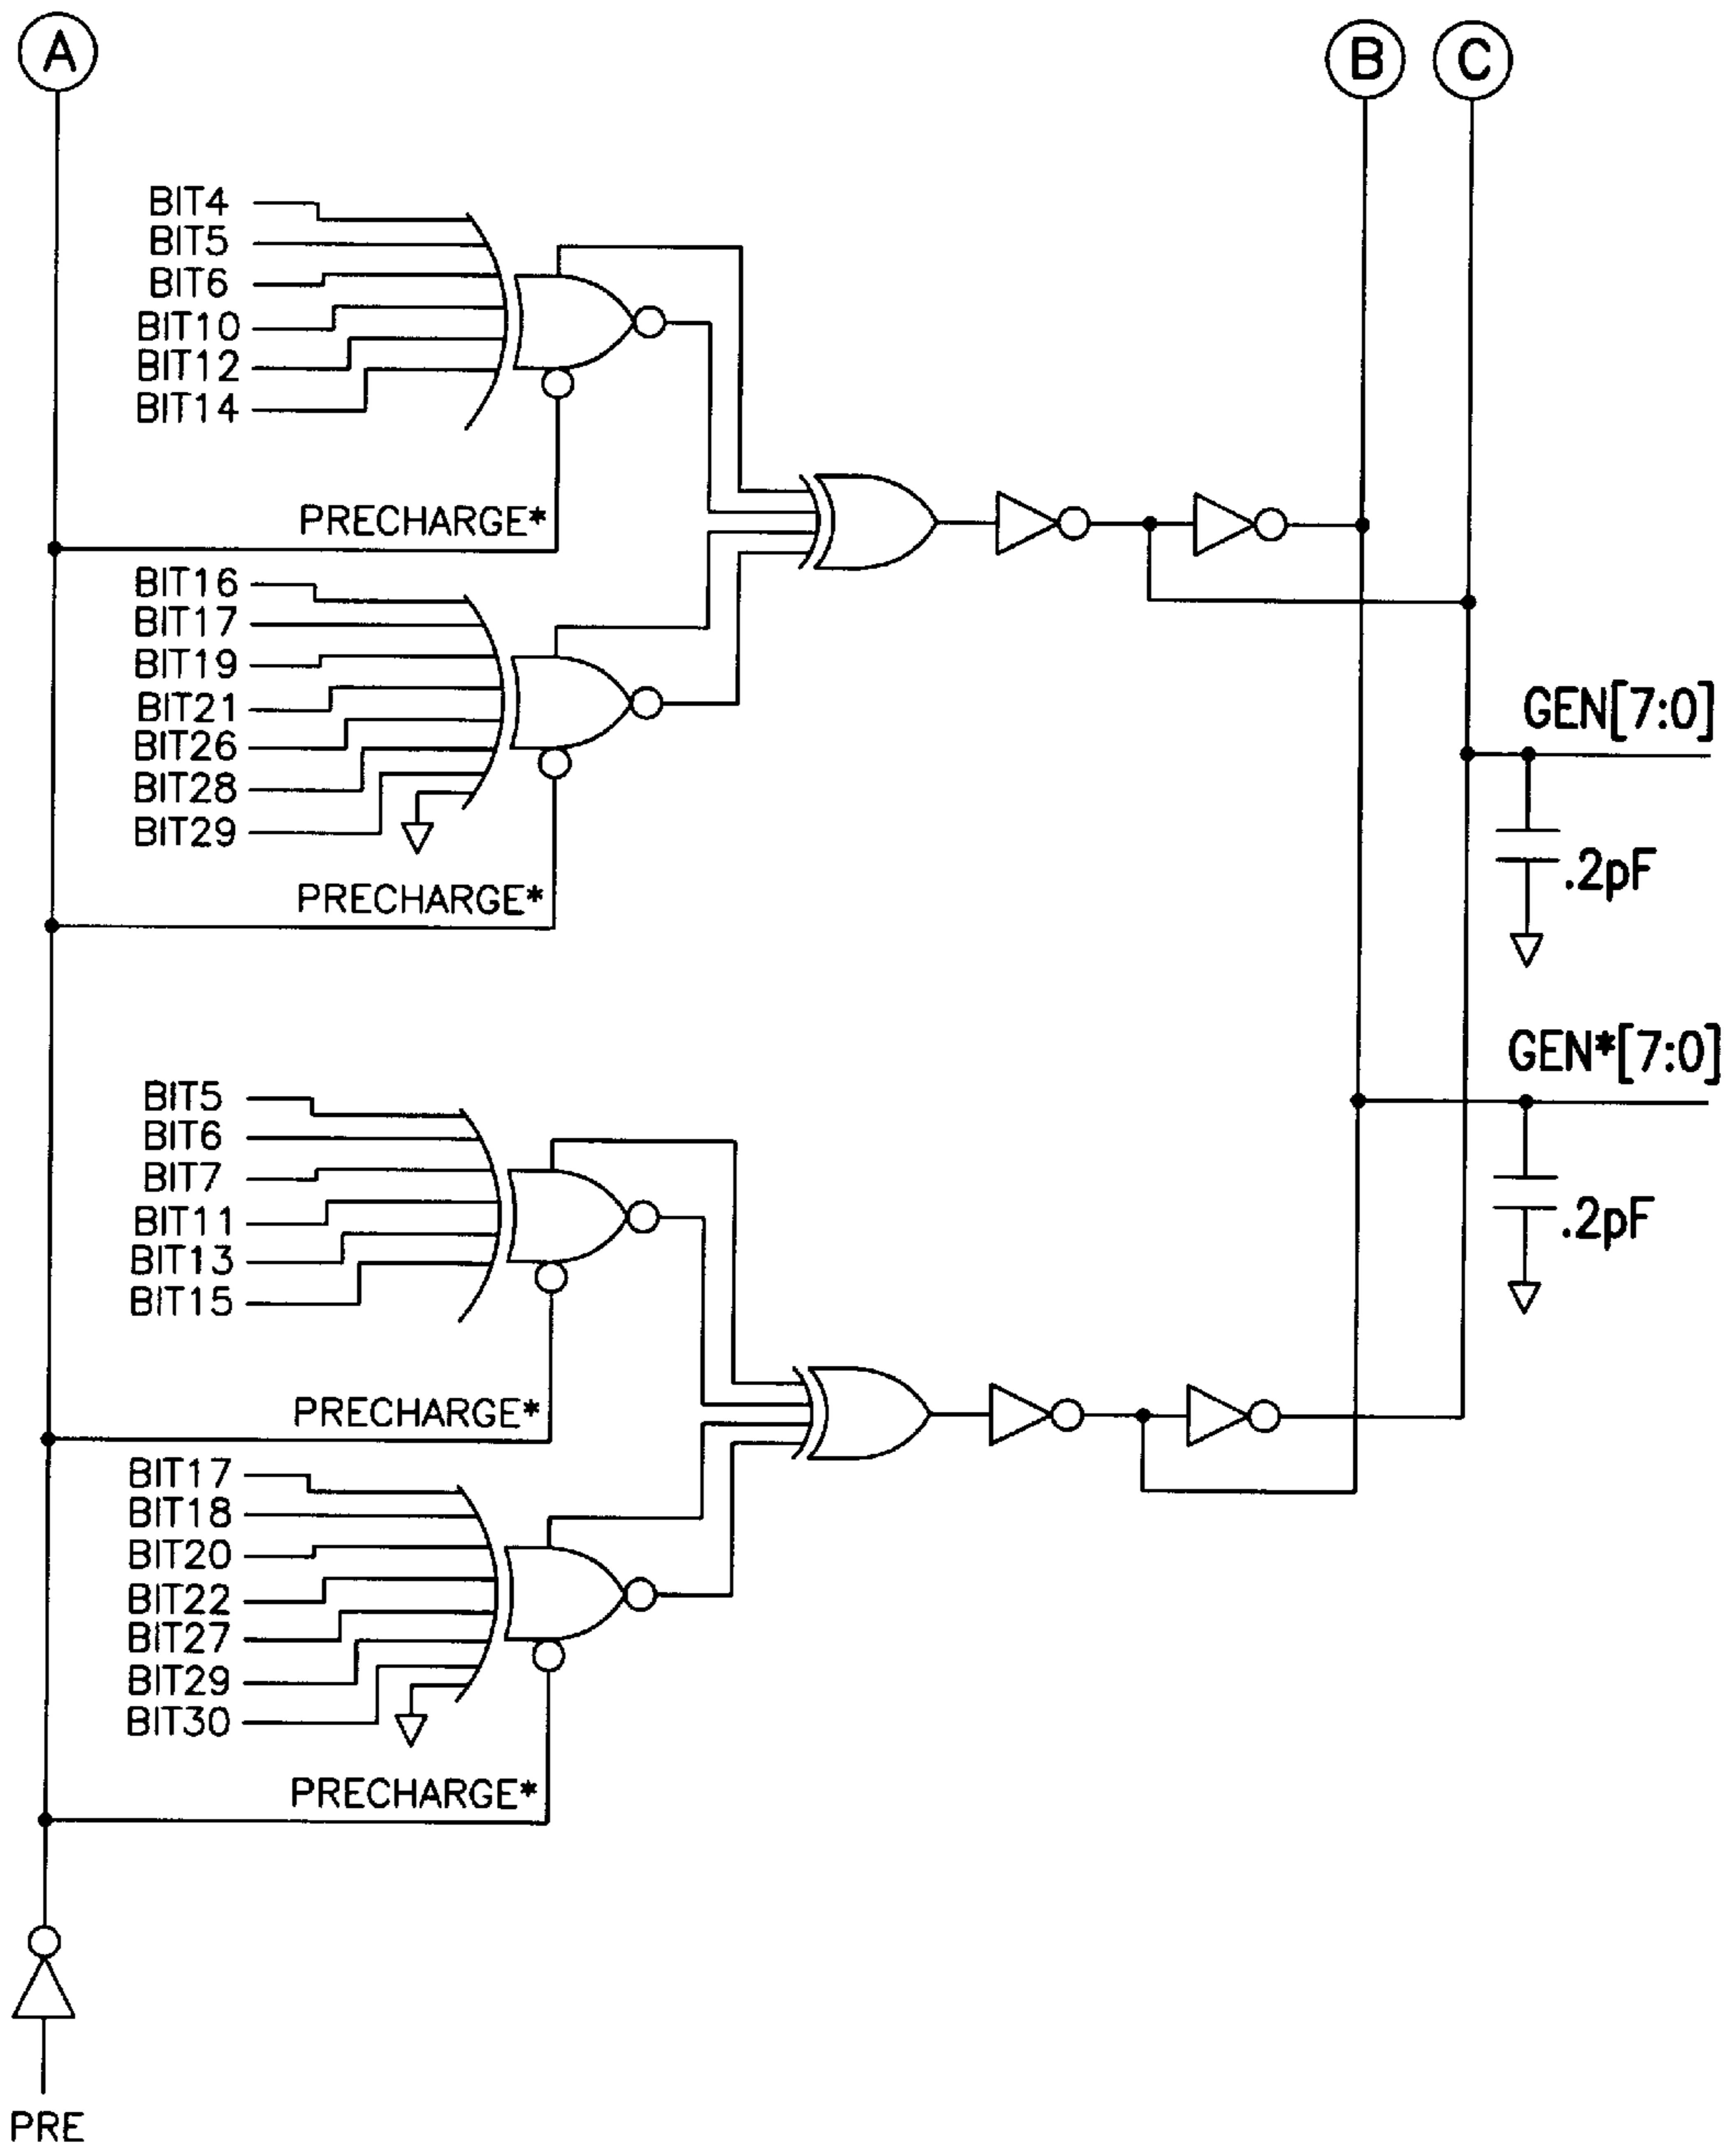 A
B
C
BIT4
BIT5
BIT6
BIT10
BIT12
BIT14
PRECHARGE*
BIT16
BIT17
BIT19
BIT21
BIT26
BIT28
BIT29
PRECHARGE*
GEN[7:0]
.2pF
GEN*[7:0]
.2pF
BIT5
BIT6
BIT7
BIT11
BIT13
BIT15
PRECHARGE*
BIT17
BIT18
BIT20
BIT22
BIT27
BIT29
BIT30
PRECHARGE*
PRE